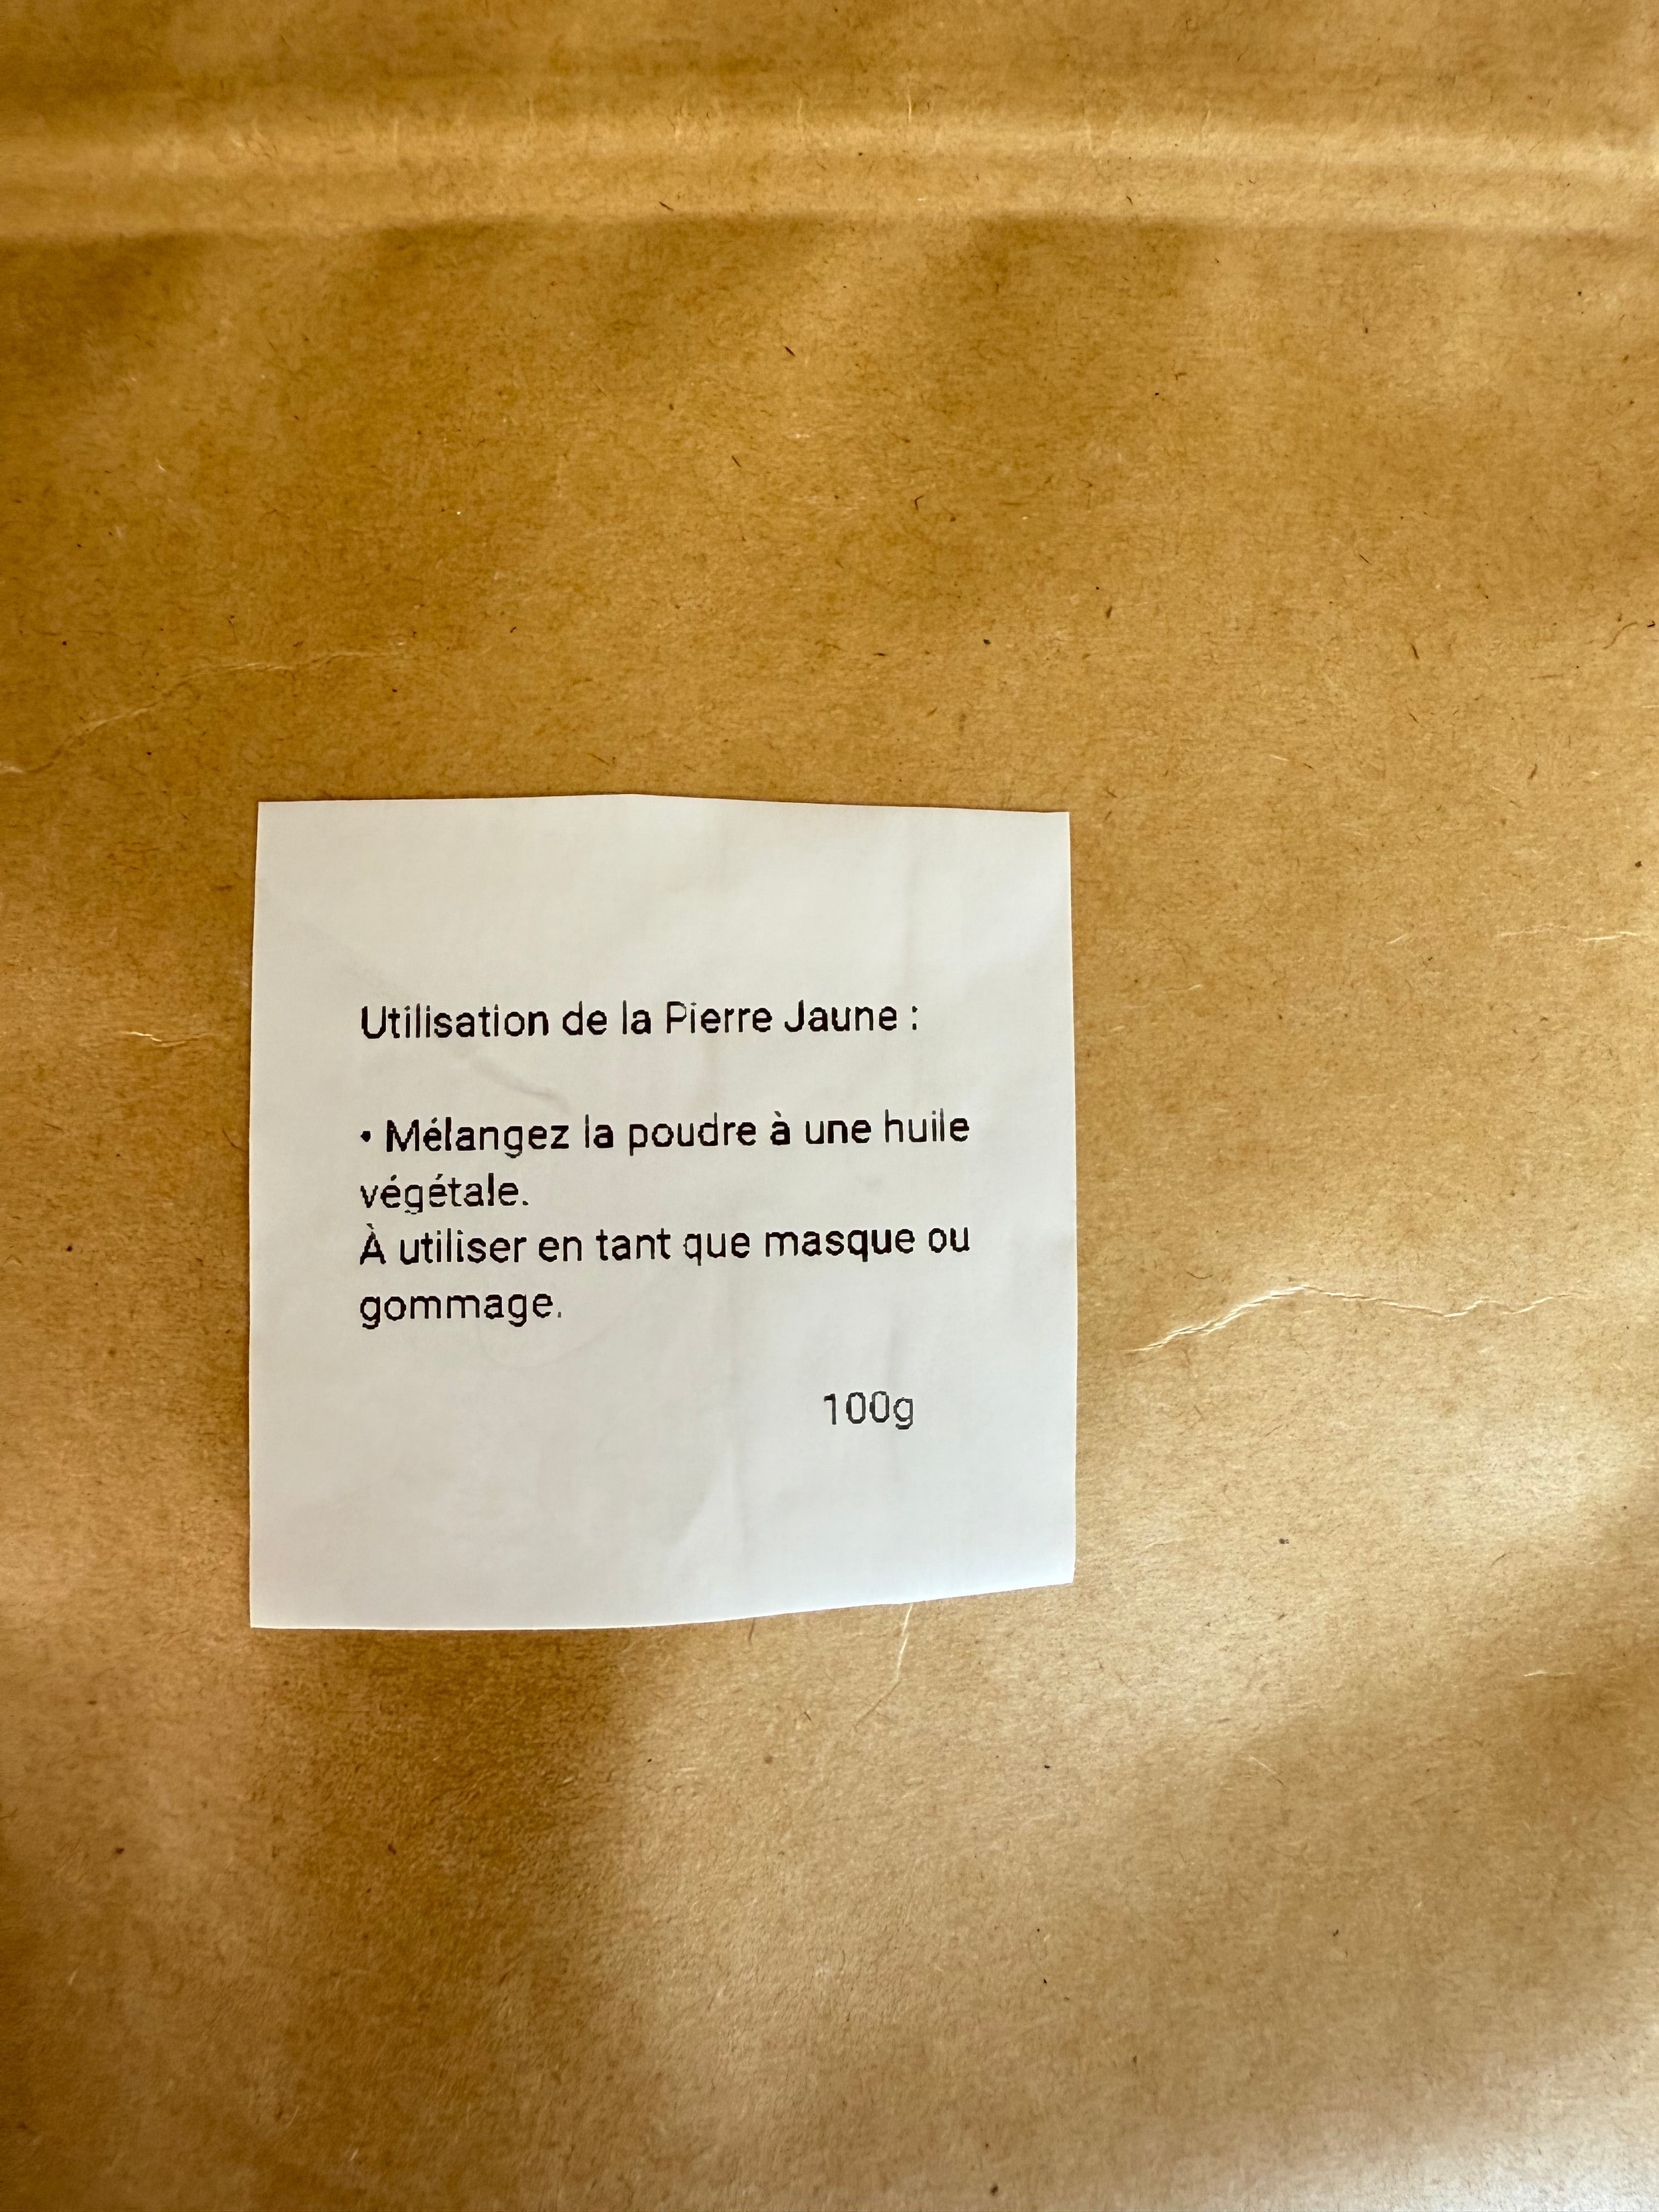 Utilisation de la Pierre Jaune :
• Mélangez la poudre à une huile
végétale.
À utiliser en tant que masque ou
gommage.
100g